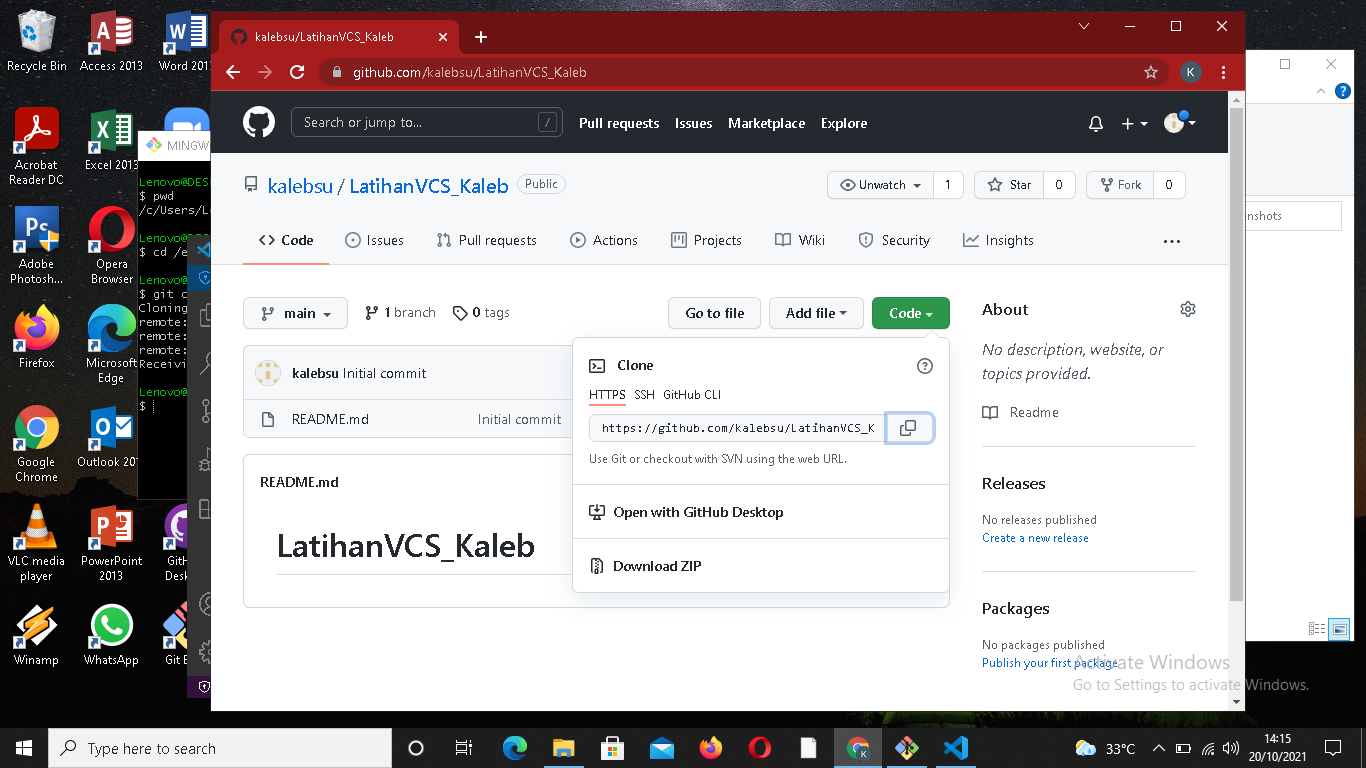 Recycle Bin
Access 2013
Word 201
Acrobat
Reader DC
Excel 2013
Adobe
Photosh...
Opera
Browser
Firefox
Microsoft
Edge
Google
Chrome
Outlook 20
VLC media
player
PowerPoint
2013
GitH
Desk
Winamp
WhatsApp
Git B
MINGW
Lenovo@DES
$ pwd
/c/Users/L
Lenovo@
$ cd /e
Lenovo@
$ git c
Cloning
remote:
remote:
remote:
Receivi
Lenovo@
$
kalebsu/LatihanVCS_Kaleb
github.com/kalebsu/LatihanVCS_Kaleb
K
Search or jump to...
/
Pull requests
Issues
Marketplace
Explore
kalebsu / LatihanVCS_Kaleb
Public
Unwatch
1
Star
0
Fork
0
Code
Issues
Pull requests
Actions
Projects
Wiki
Security
Insights
main
1 branch
0 tags
Go to file
Add file
Code
kalebsu Initial commit
README.md
Initial commit
README.md
LatihanVCS_Kaleb
Clone
HTTPS
SSH
GitHub CLI
https://github.com/kalebsu/LatihanVCS_K
Use Git or checkout with SVN using the web URL.
Open with GitHub Desktop
Download ZIP
About
No description, website, or
topics provided.
Readme
Releases
No releases published
Create a new release
Packages
No packages published
Publish your first package
enshots
Activate Windows
Go to Settings to activate Windows.
Type here to search
K
33°C
14:15
20/10/2021